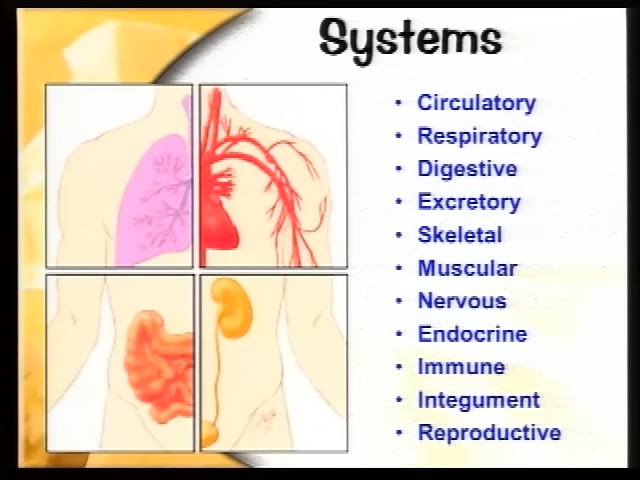 Systems
• Circulatory
• Respiratory
• Digestive
• Excretory
• Skeletal
• Muscular
• Nervous
• Endocrine
• Immune
• Integument
• Reproductive